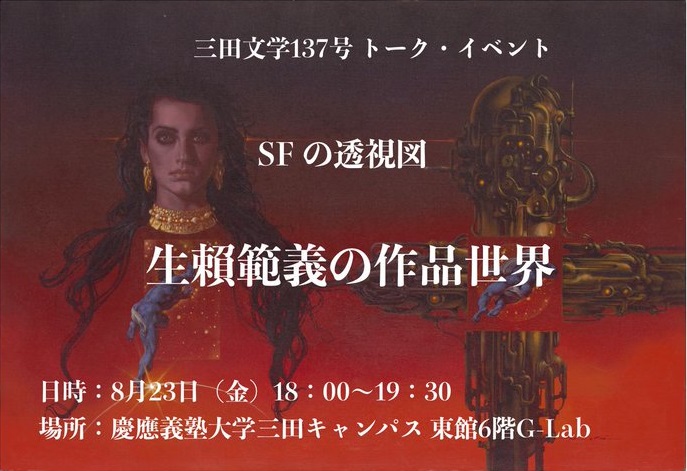 三田文学137号 トーク・イベント
SFの透視図
生賴範義の作品世界
日時：8月23日（金）18：00〜19：30
場所：慶應義塾大学三田キャンパス 東館6階G-Lab